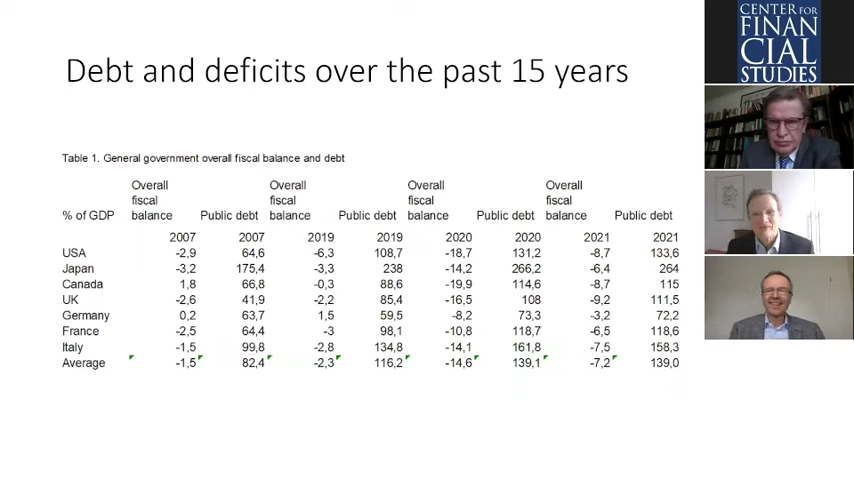 Debt and deficits over the past 15 years
Table 1. General government overall fiscal balance and debt
% of GDP Overall fiscal balance Public debt Overall fiscal balance Public debt Overall fiscal balance Public debt Overall fiscal balance Public debt
2007 2007 2019 2019 2020 2020 2021 2021
USA -2,9 64,6 -6,3 108,7 -18,7 131,2 -8,7 133,6
Japan -3,2 175,4 -3,3 238 -14,2 266,2 -6,4 264
Canada 1,8 66,8 -0,3 88,6 -19,9 114,6 -8,7 115
UK -2,6 41,9 -2,2 85,4 -16,5 108 -9,2 111,5
Germany 0,2 63,7 1,5 59,5 -8,2 73,3 -3,2 72,2
France -2,5 64,4 -3 98,1 -10,8 118,7 -6,5 118,6
Italy -1,5 99,8 -2,8 134,8 -14,1 161,8 -7,5 158,3
Average -1,5 82,4 -2,3 116,2 -14,6 139,1 -7,2 139,0
CENTER FOR
FINAN
CIAL
STUDIES